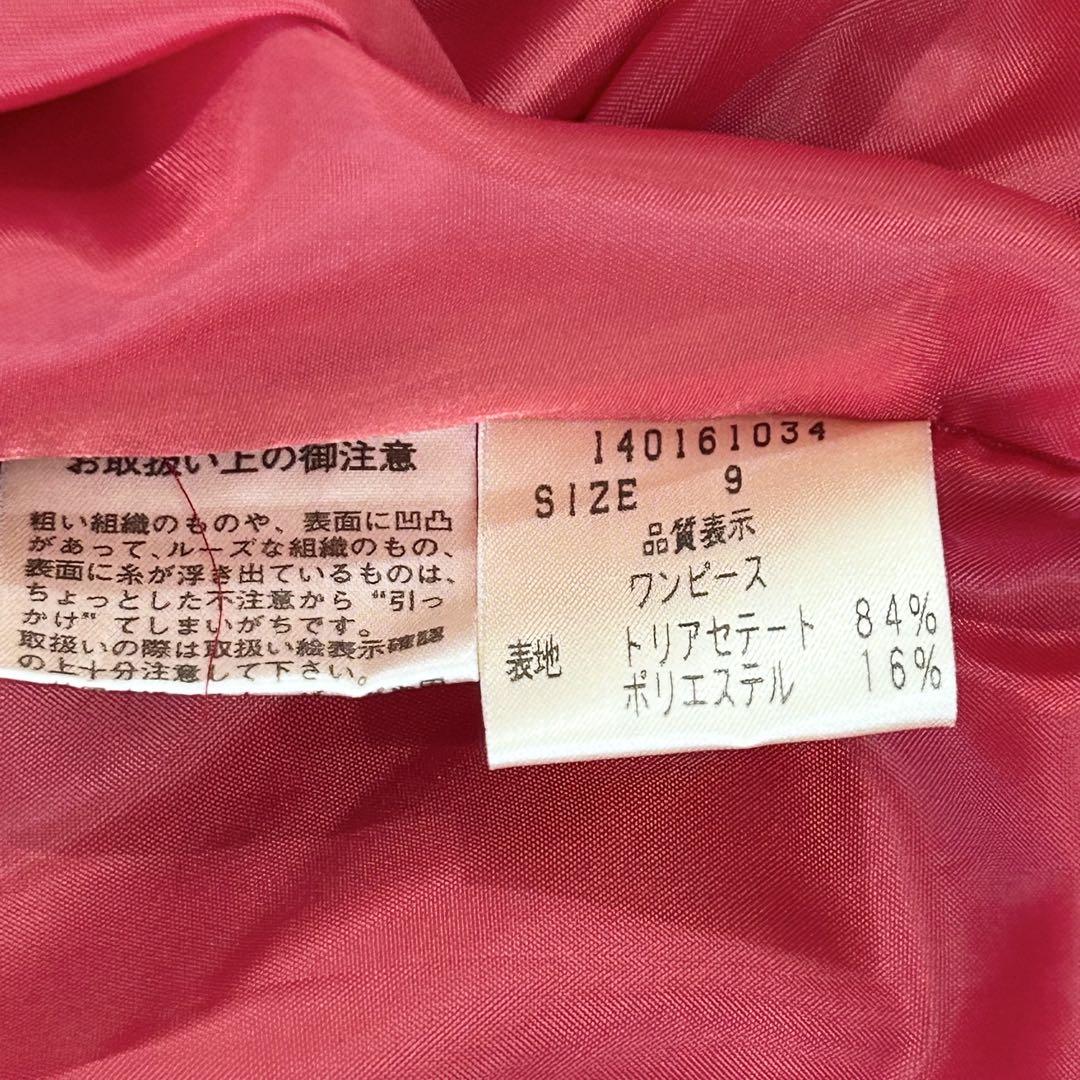 お取扱い上の御注意
粗い組織のものや、表面に凹凸
があって、ルーズな組織のもの、
表面に糸が浮き出ているものは、
ちょっとした不注意から“引っ
かけ”てしまいがちです。
取扱いの際は取扱い絵表示確認
の上十分注意して下さい。
140161034
SIZE 9
品質表示
ワンピース
表地 トリアセテート 84%
ポリエステル 16%